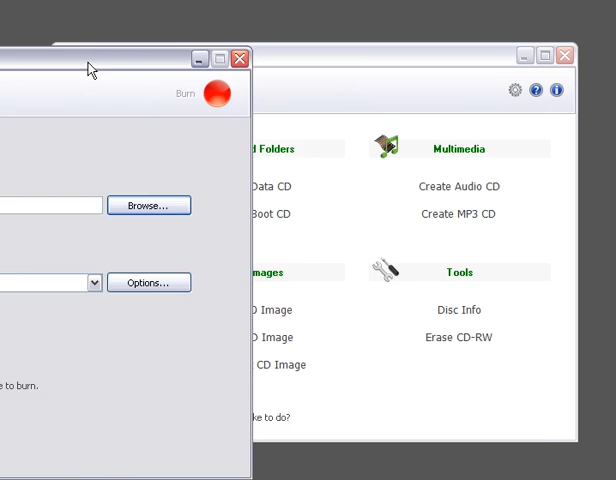 Burn
Browse...
Options...
e to burn.
d Folders
Data CD
Boot CD
mages
D Image
D Image
CD Image
ke to do?
Multimedia
Create Audio CD
Create MP3 CD
Tools
Disc Info
Erase CD-RW